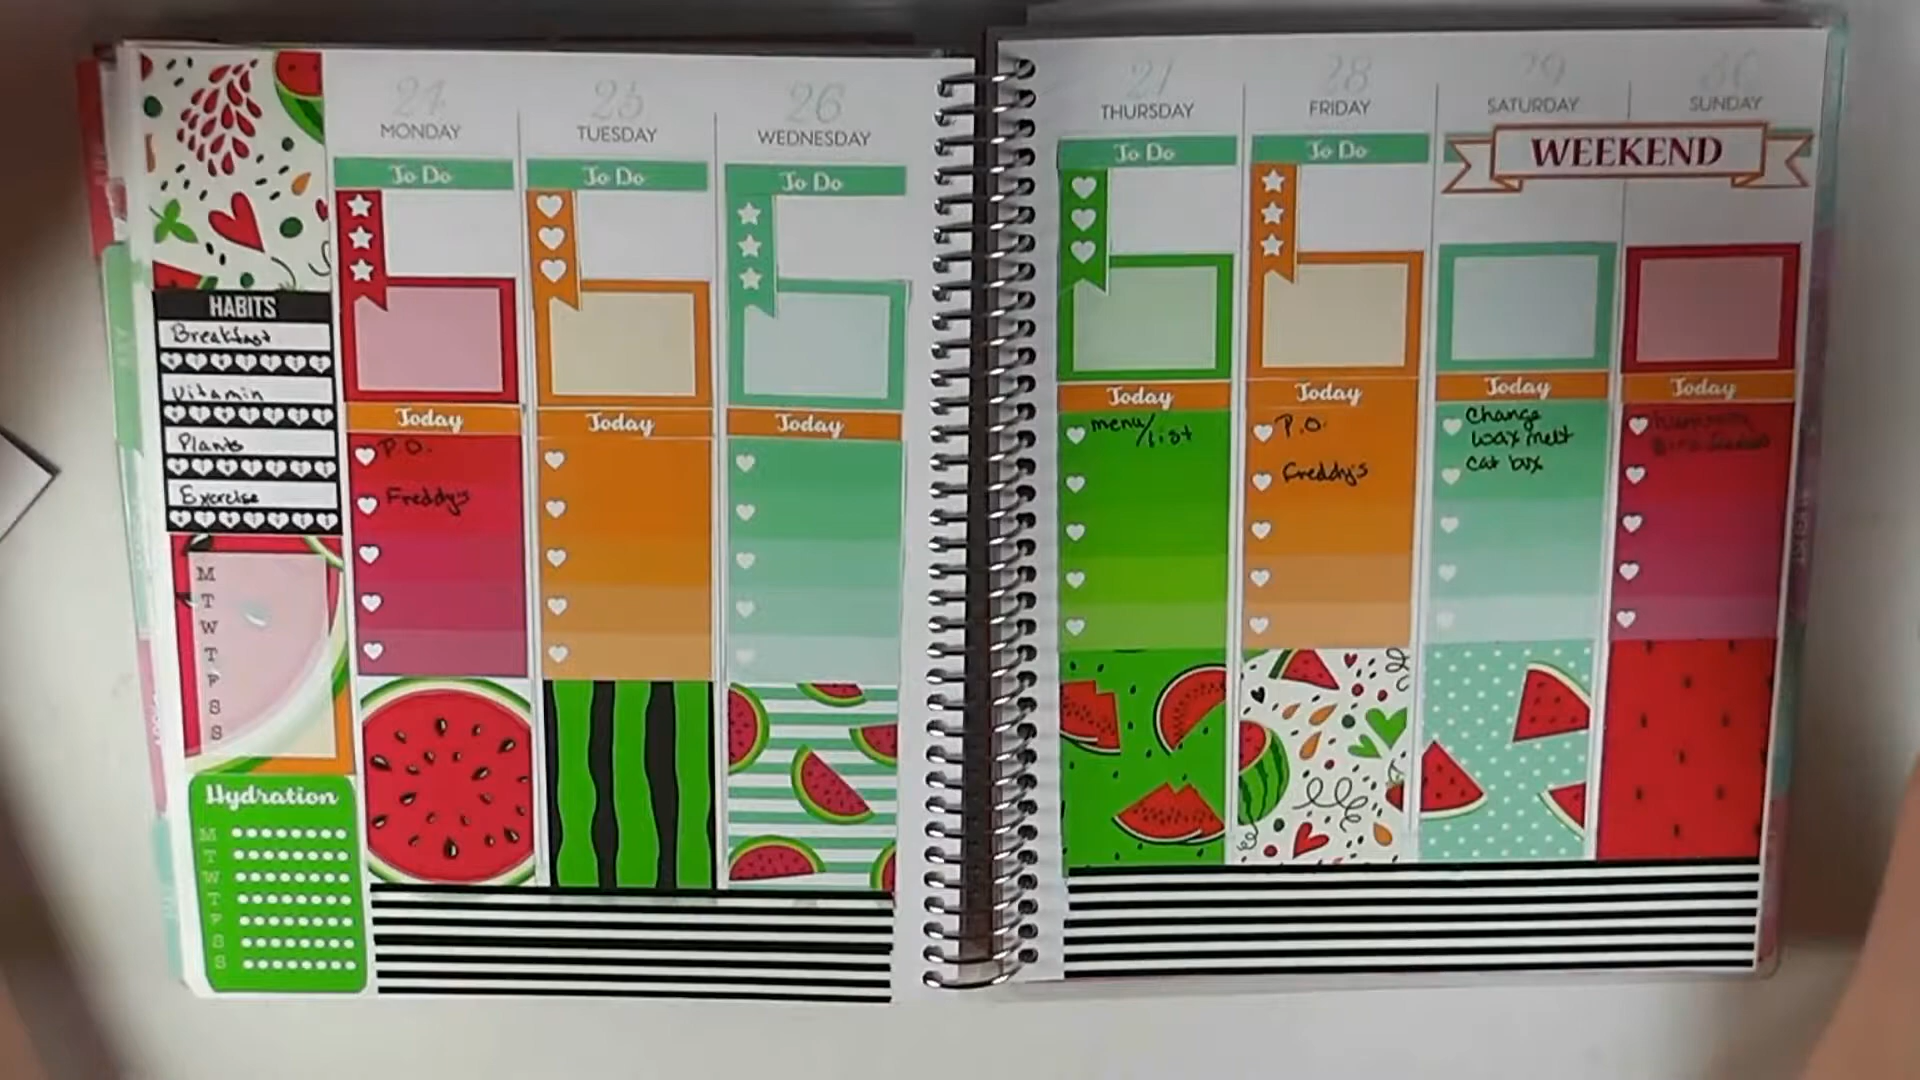 24
MONDAY
25
TUESDAY
26
WEDNESDAY
THURSDAY
28
FRIDAY
29
SATURDAY
30
SUNDAY
WEEKEND
To Do
To Do
To Do
To Do
To Do
HABITS
Breakfast
Vitamin
Plants
Exercise
M
T
W
T
F
S
S
Hydration
M
T
W
T
F
S
S
Today
P.O.
Freddy's
Today
Today
Today
menu/
list
Today
P.O.
Freddy's
Today
Change
wax melt
cat box
Today